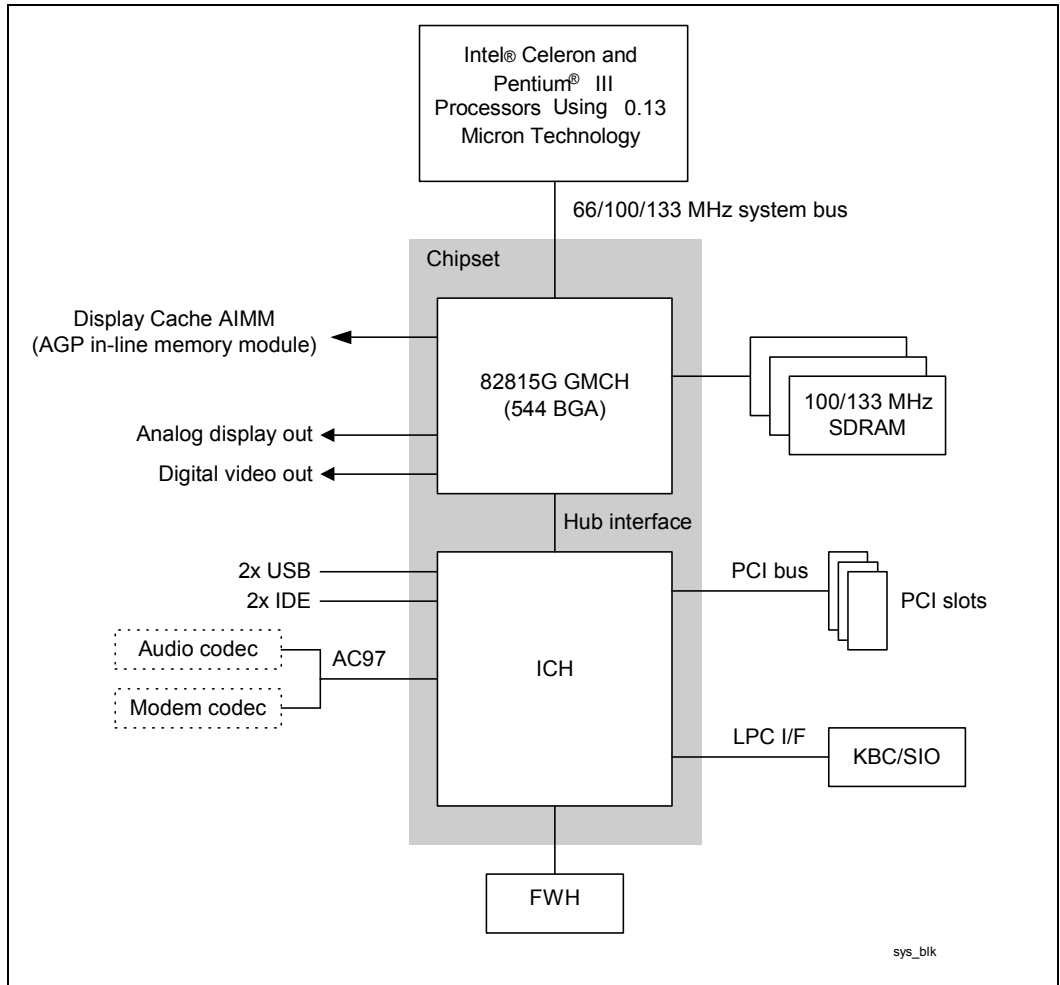 Intel® Celeron and
Pentium® III
Processors Using 0.13
Micron Technology
66/100/133 MHz system bus
Chipset
Display Cache AIMM
(AGP in-line memory module)
82815G GMCH
(544 BGA)
100/133 MHz
SDRAM
Analog display out
Digital video out
Hub interface
2x USB
2x IDE
PCI bus
PCI slots
Audio codec
AC97
Modem codec
ICH
LPC I/F
KBC/SIO
FWH
sys_blk